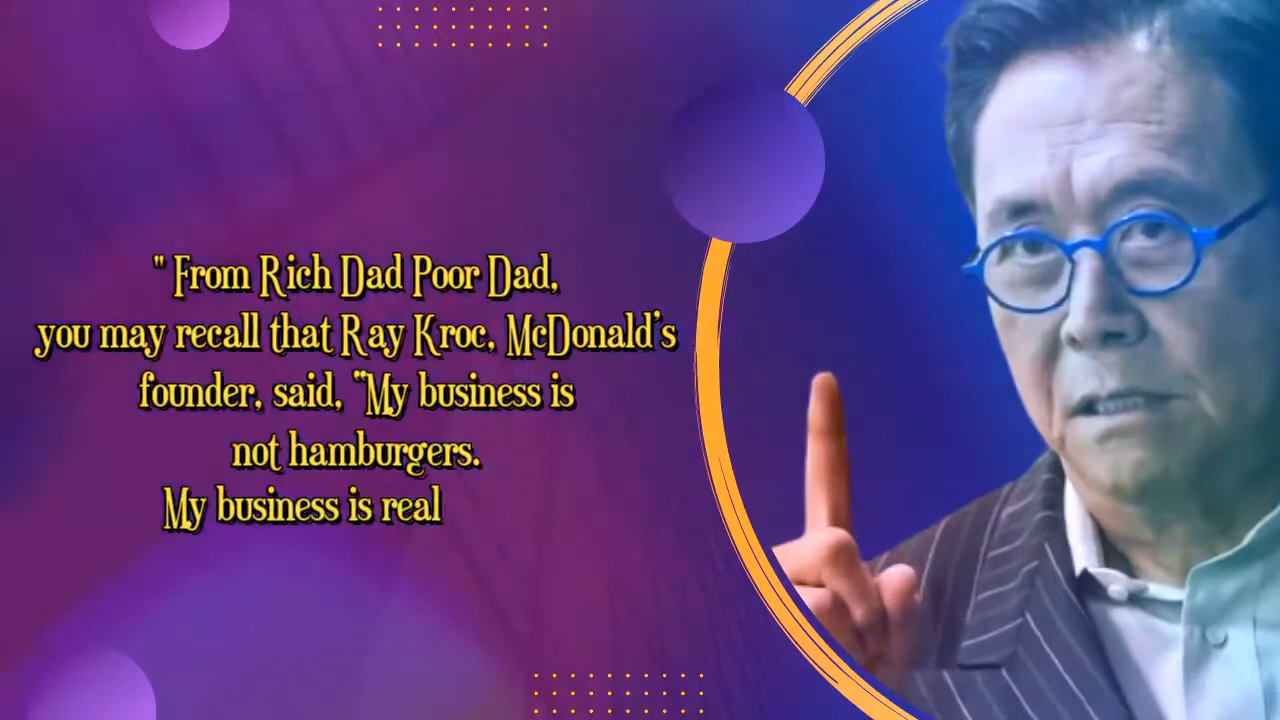 " From Rich Dad Poor Dad,
you may recall that Ray Kroc, McDonald’s
founder, said, “My business is
not hamburgers.
My business is real